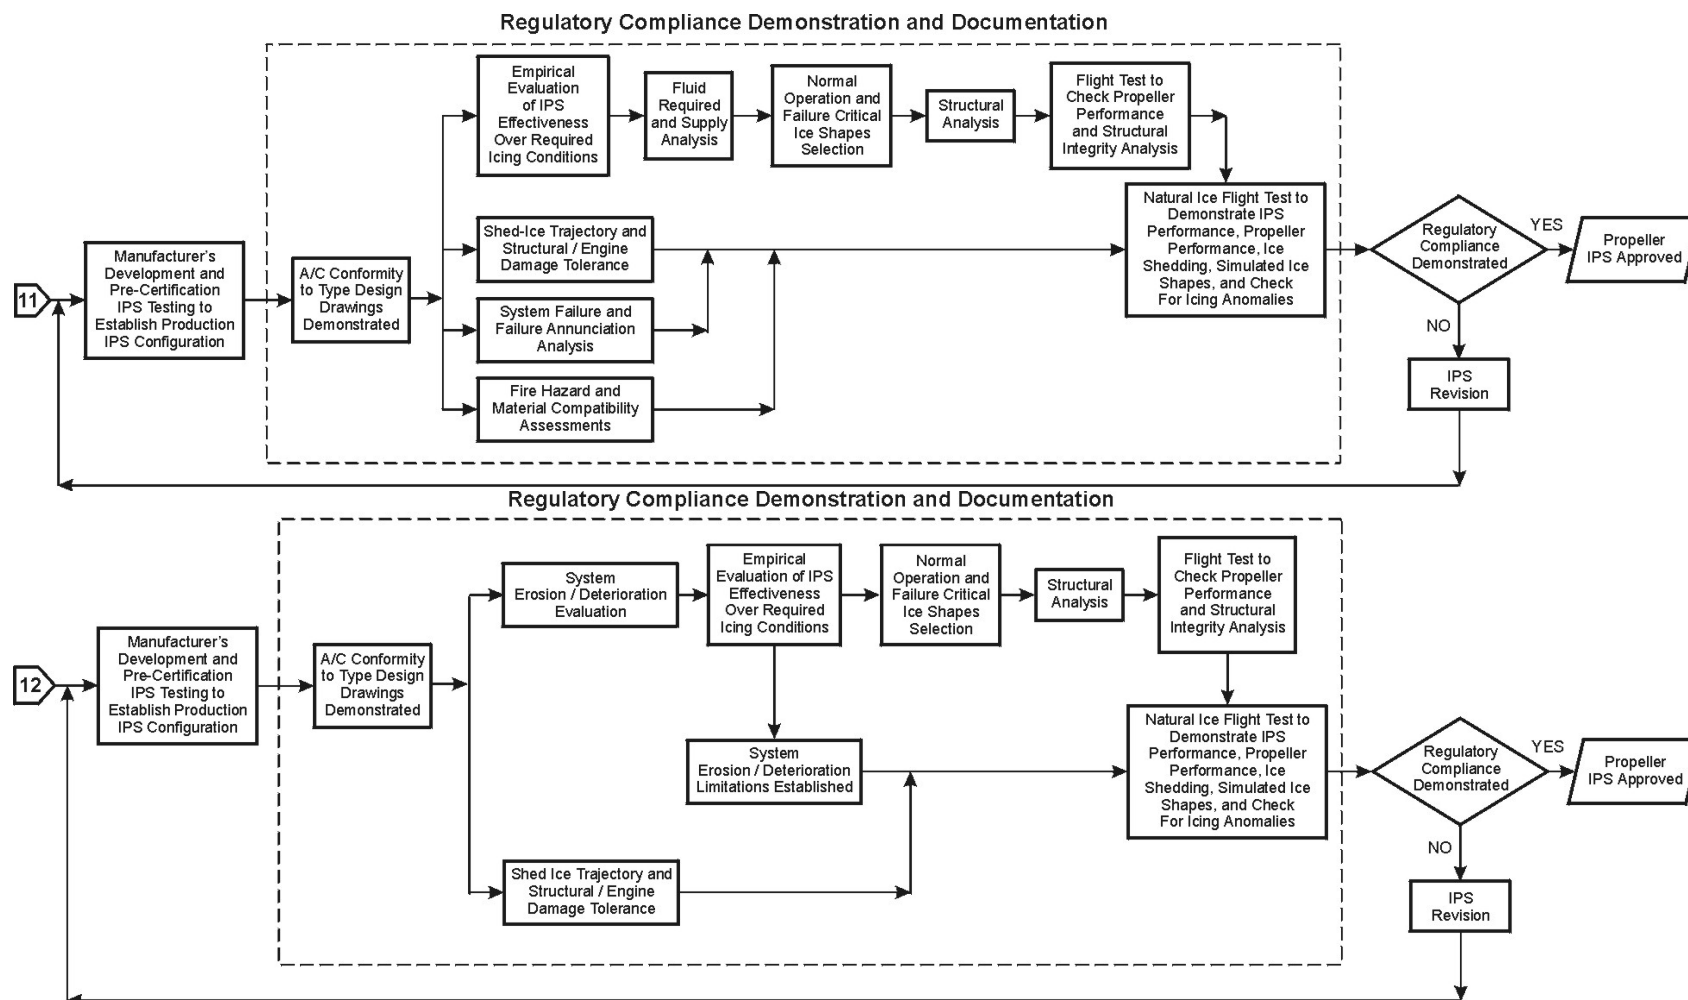 Regulatory Compliance Demonstration and Documentation
11
Manufacturer's
Development and
Pre-Certification
IPS Testing to
Establish Production
IPS Configuration
A/C Conformity
to Type Design
Drawings
Demonstrated
Empirical
Evaluation
of IPS
Effectiveness
Over Required
Icing Conditions
Fluid
Required
and Supply
Analysis
Normal
Operation and
Failure Critical
Ice Shapes
Selection
Structural
Analysis
Flight Test to
Check Propeller
Performance
and Structural
Integrity Analysis
Shed-Ice Trajectory and
Structural / Engine
Damage Tolerance
System Failure and
Failure Annunciation
Analysis
Fire Hazard and
Material Compatibility
Assessments
Natural Ice Flight Test to
Demonstrate IPS
Performance, Propeller
Performance, Ice
Shedding, Simulated Ice
Shapes, and Check
For Icing Anomalies
Regulatory
Compliance
Demonstrated
YES
Propeller
IPS Approved
NO
IPS
Revision
Regulatory Compliance Demonstration and Documentation
12
Manufacturer's
Development and
Pre-Certification
IPS Testing to
Establish Production
IPS Configuration
A/C Conformity
to Type Design
Drawings
Demonstrated
System
Erosion / Deterioration
Evaluation
Empirical
Evaluation of IPS
Effectiveness
Over Required
Icing Conditions
Normal
Operation and
Failure Critical
Ice Shapes
Selection
Structural
Analysis
Flight Test to
Check Propeller
Performance
and Structural
Integrity Analysis
System
Erosion / Deterioration
Limitations Established
Shed Ice Trajectory and
Structural / Engine
Damage Tolerance
Natural Ice Flight Test to
Demonstrate IPS
Performance, Propeller
Performance, Ice
Shedding, Simulated Ice
Shapes, and Check
For Icing Anomalies
Regulatory
Compliance
Demonstrated
YES
Propeller
IPS Approved
NO
IPS
Revision